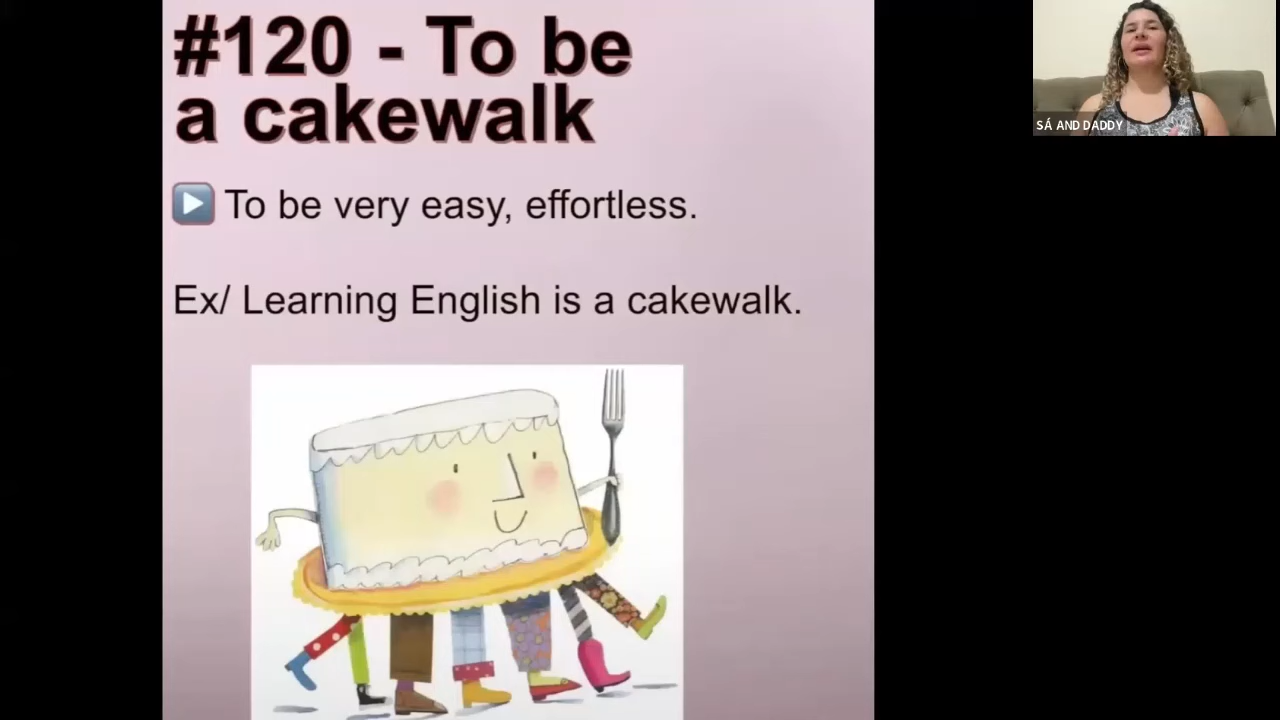 #120 - To be
a cakewalk
To be very easy, effortless.
Ex/ Learning English is a cakewalk.
SÁ AND DADDY